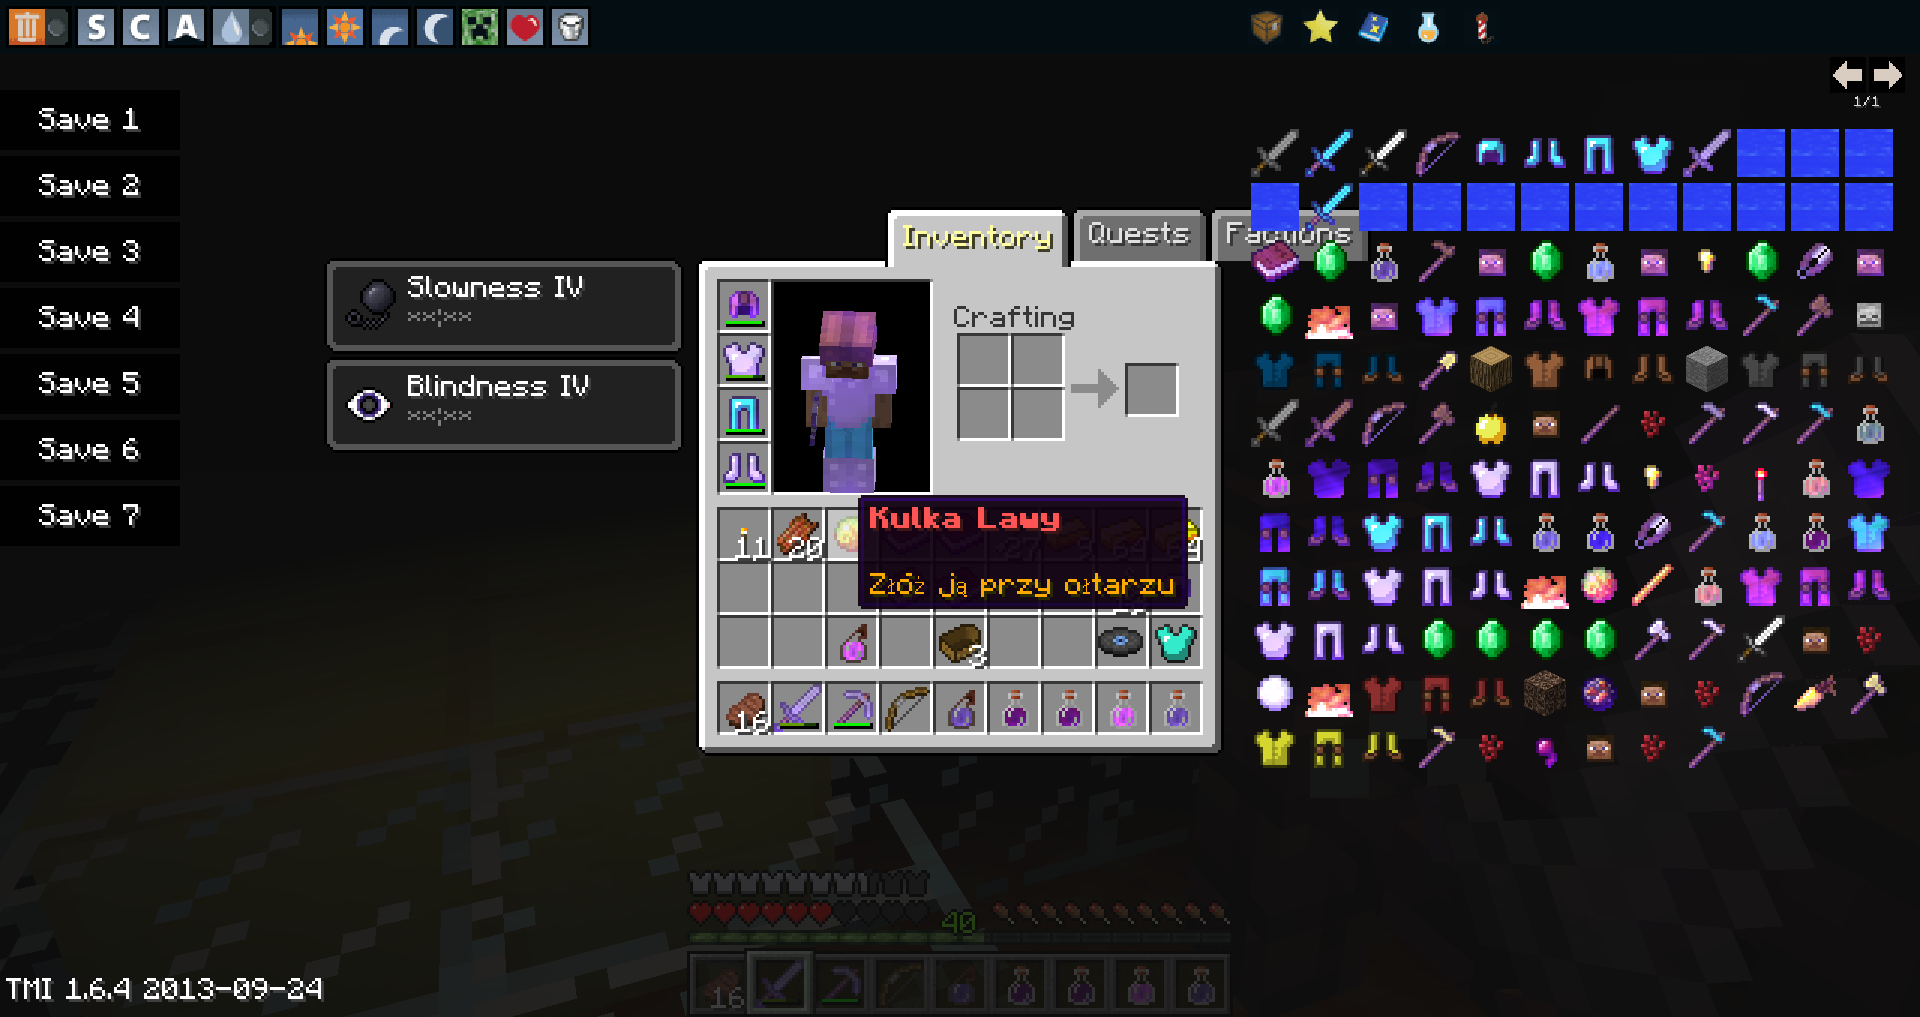 S C A
1/1
Save 1
Save 2
Save 3
Save 4
Save 5
Save 6
Save 7
Inventory
Quests
Factions
Slowness IV
**:**
Blindness IV
**:**
Crafting
11
20
Kulka Lawy
Złóż ją przy ołtarzu
3
16
40
16
TMI 1.6.4 2013-09-24